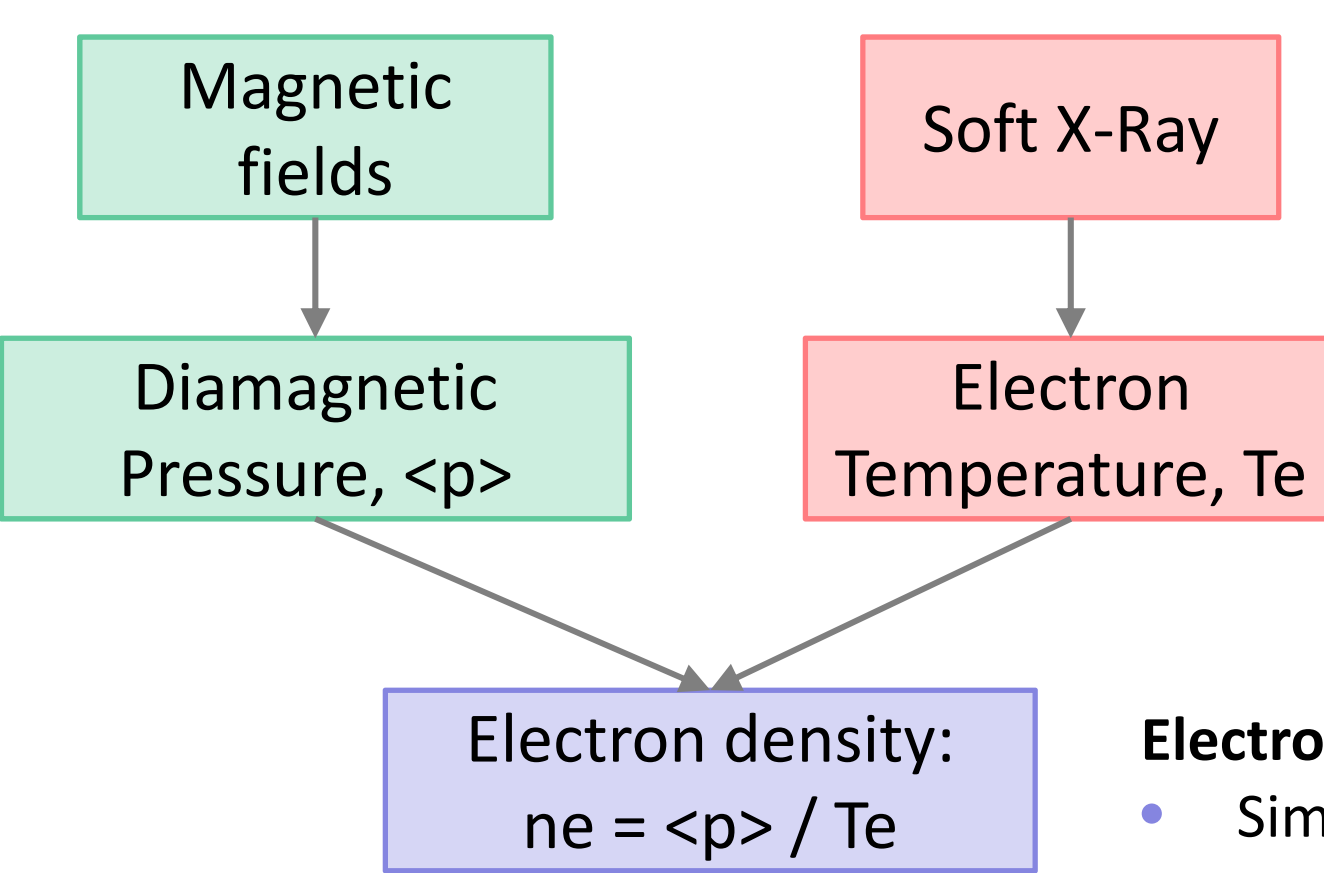 Magnetic
fields
Soft X-Ray
Diamagnetic
Pressure, <p>
Electron
Temperature, Te
Electron density:
ne = <p> / Te
Electro
• Sim